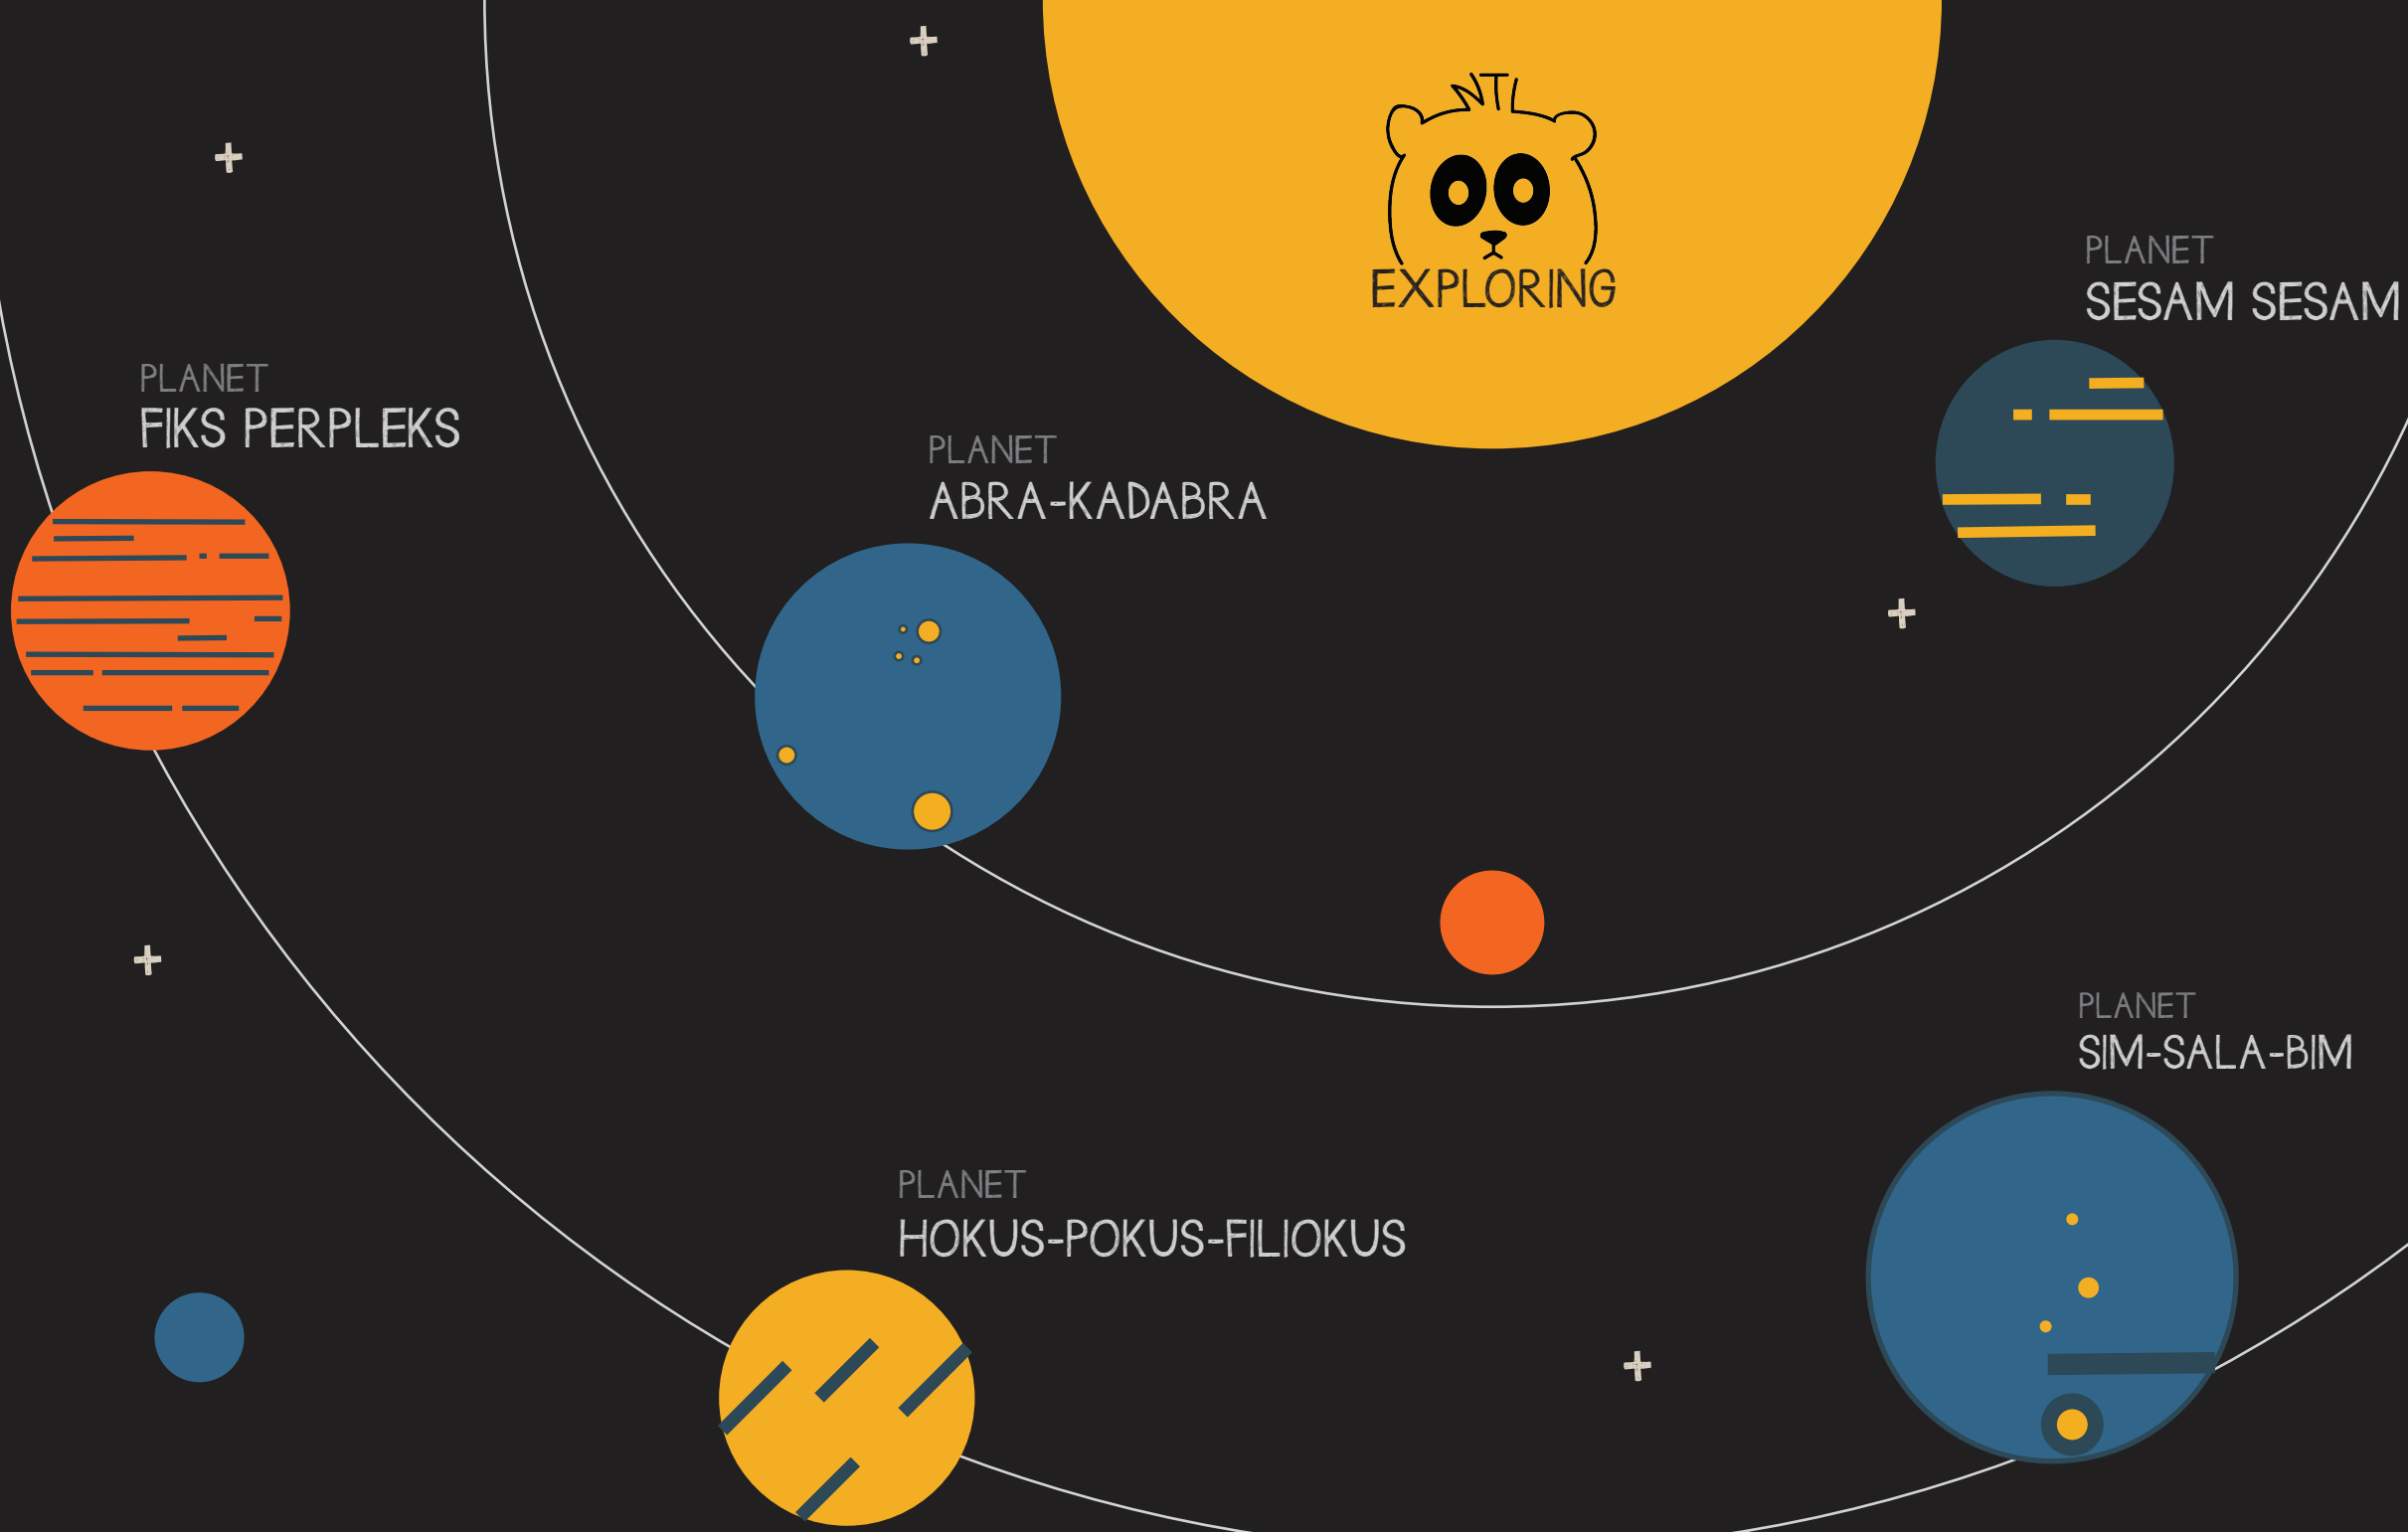 NTL
EXPLORING
PLANET
SESAM SESAM
PLANET
FIKS PERPLEKS
PLANET
ABRA-KADABRA
PLANET
SIM-SALA-BIM
PLANET
HOKUS-POKUS-FILIOKUS